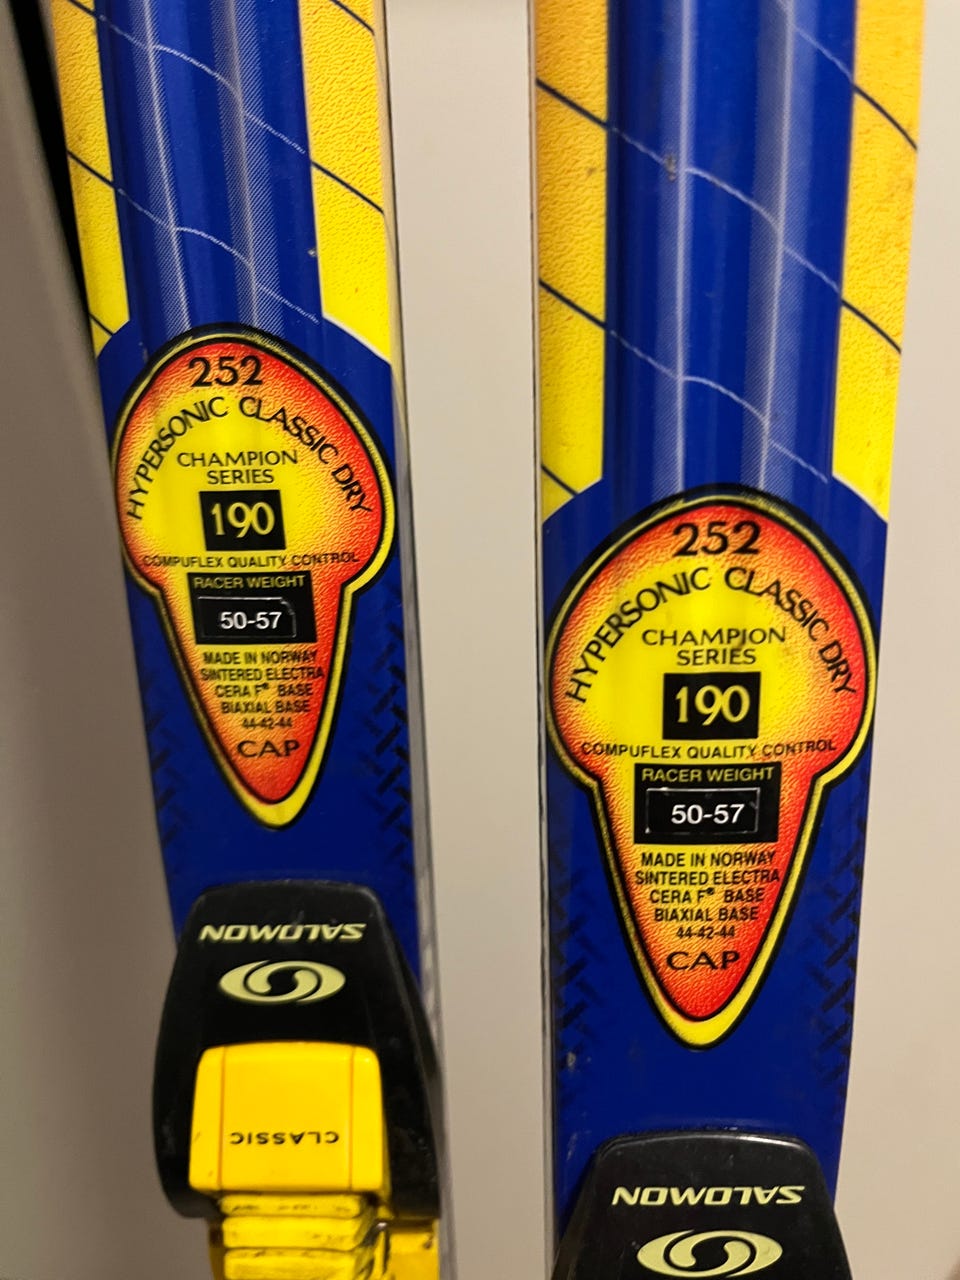 252
HYPERSONIC CLASSIC DRY
CHAMPION
SERIES
190
COMPUFLEX QUALITY CONTROL
RACER WEIGHT
50-57
MADE IN NORWAY
SINTERED ELECTRA
CERA F® BASE
BIAXIAL BASE
44-42-44
CAP
SALOMON
CLASSIC
252
HYPERSONIC CLASSIC DRY
CHAMPION
SERIES
190
COMPUFLEX QUALITY CONTROL
RACER WEIGHT
50-57
MADE IN NORWAY
SINTERED ELECTRA
CERA F® BASE
BIAXIAL BASE
44-42-44
CAP
SALOMON